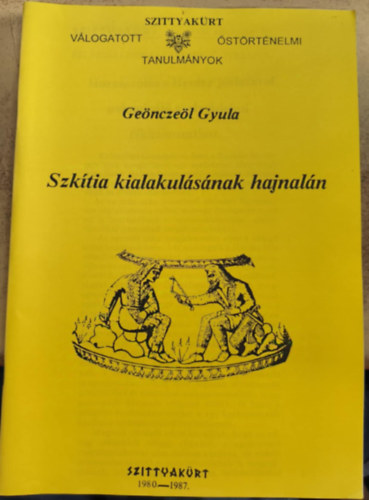 SZITTYAKÜRT
VÁLOGATOTT ŐSTÖRTÉNELMI
TANULMÁNYOK
Geönczeöl Gyula
Szkítia kialakulásának hajnalán
SZITTYAKÜRT
1980—1987.